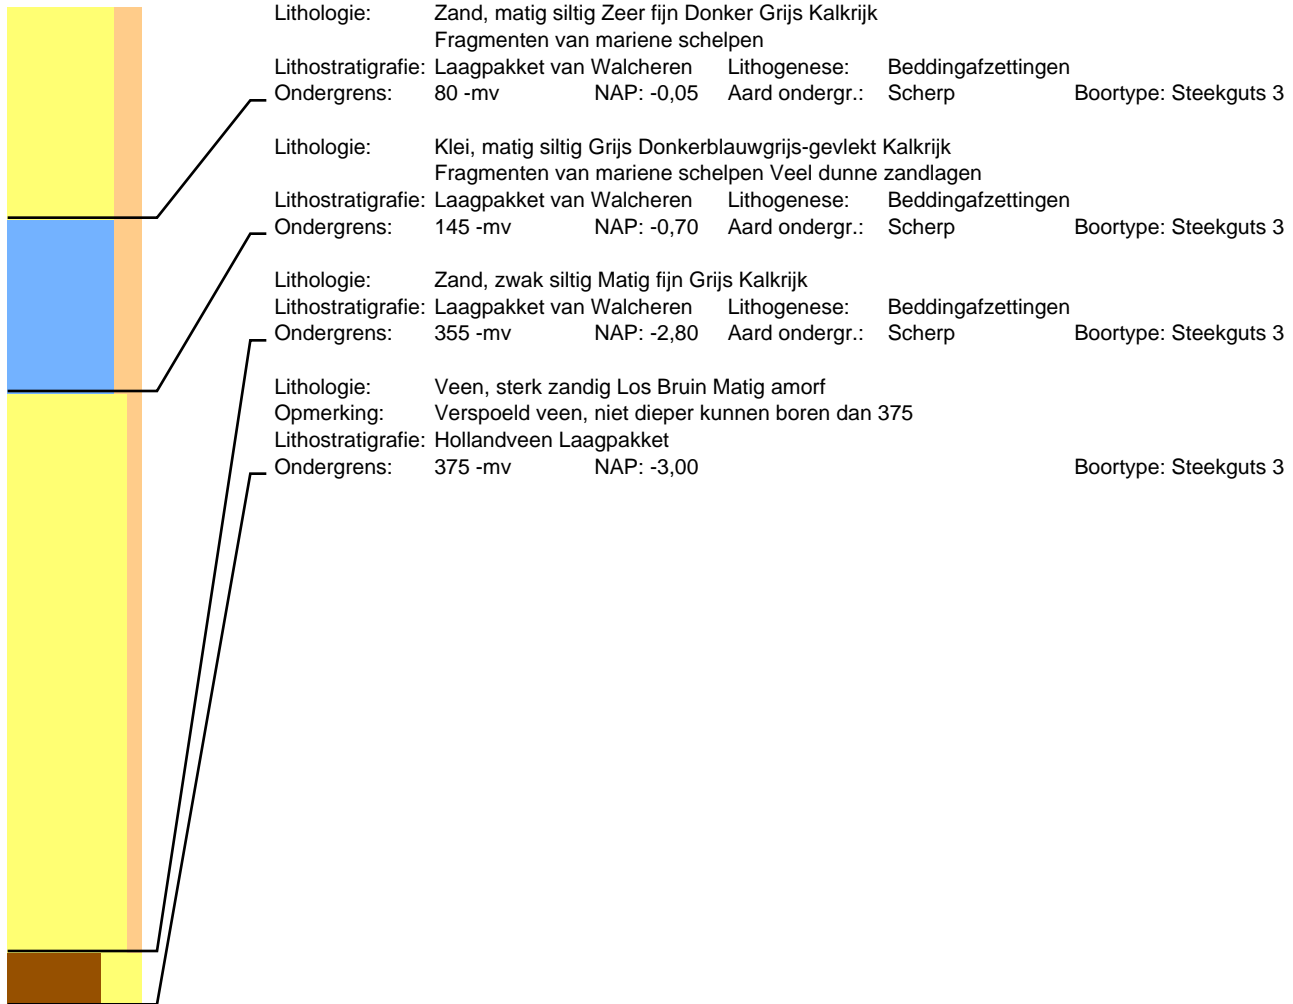 Lithologie: Zand, matig siltig Zeer fijn Donker Grijs Kalkrijk
Fragmenten van mariene schelpen
Lithostratigrafie: Laagpakket van Walcheren Lithogenese: Beddingafzettingen
Ondergrens: 80 -mv NAP: -0,05 Aard ondergr.: Scherp Boortype: Steekguts 3
Lithologie: Klei, matig siltig Grijs Donkerblauwgrijs-gevlekt Kalkrijk
Fragmenten van mariene schelpen Veel dunne zandlagen
Lithostratigrafie: Laagpakket van Walcheren Lithogenese: Beddingafzettingen
Ondergrens: 145 -mv NAP: -0,70 Aard ondergr.: Scherp Boortype: Steekguts 3
Lithologie: Zand, zwak siltig Matig fijn Grijs Kalkrijk
Lithostratigrafie: Laagpakket van Walcheren Lithogenese: Beddingafzettingen
Ondergrens: 355 -mv NAP: -2,80 Aard ondergr.: Scherp Boortype: Steekguts 3
Lithologie: Veen, sterk zandig Los Bruin Matig amorf
Opmerking: Verspoeld veen, niet dieper kunnen boren dan 375
Lithostratigrafie: Hollandveen Laagpakket
Ondergrens: 375 -mv NAP: -3,00 Boortype: Steekguts 3